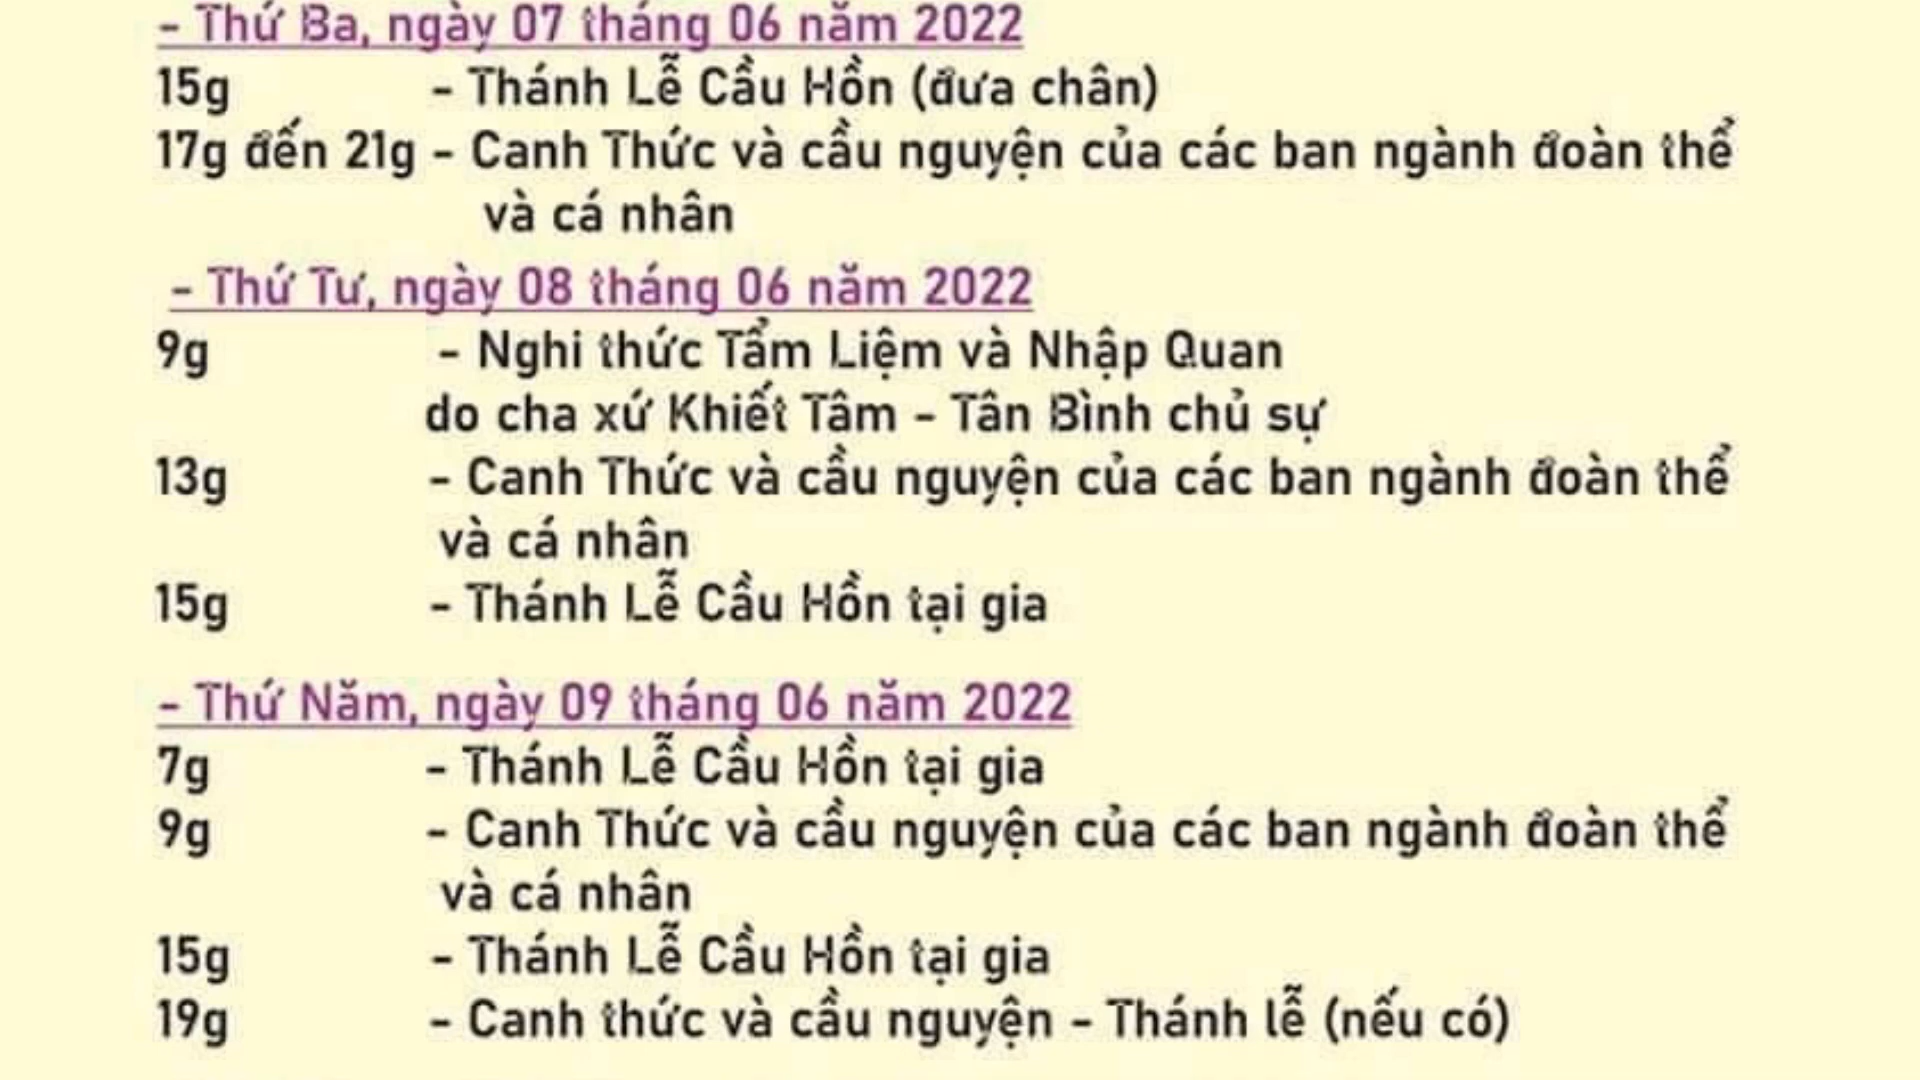 - Thứ Ba, ngày 07 tháng 06 năm 2022
15g - Thánh Lễ Cầu Hồn (đưa chân)
17g đến 21g - Canh Thức và cầu nguyện của các ban ngành đoàn thể
và cá nhân
- Thứ Tư, ngày 08 tháng 06 năm 2022
9g - Nghi thức Tẩm Liệm và Nhập Quan
do cha xứ Khiết Tâm - Tân Bình chủ sự
13g - Canh Thức và cầu nguyện của các ban ngành đoàn thể
và cá nhân
15g - Thánh Lễ Cầu Hồn tại gia
- Thứ Năm, ngày 09 tháng 06 năm 2022
7g - Thánh Lễ Cầu Hồn tại gia
9g - Canh Thức và cầu nguyện của các ban ngành đoàn thể
và cá nhân
15g - Thánh Lễ Cầu Hồn tại gia
19g - Canh thức và cầu nguyện - Thánh lễ (nếu có)